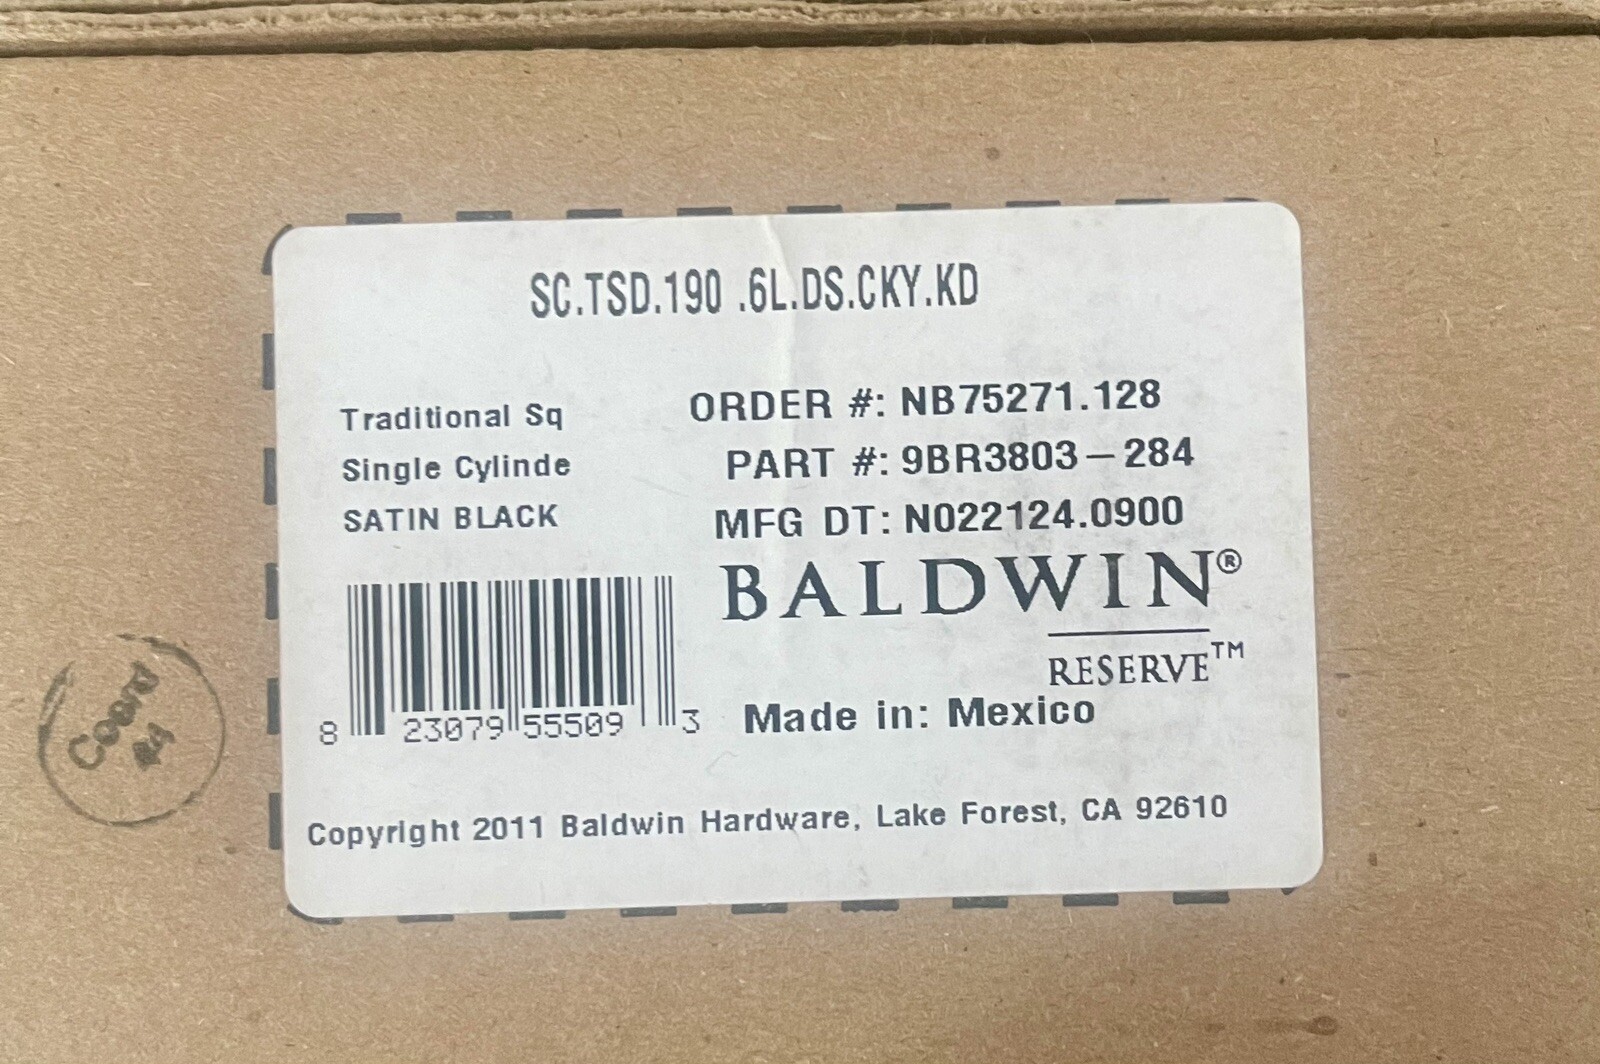 SC.TSD.190 .6L.DS.CKY.KD
Traditional Sq
Single Cylinde
SATIN BLACK
ORDER #: NB75271.128
PART #: 9BR3803-284
MFG DT: N022124.0900
BALDWIN®
RESERVE™
8 23079 55509 3
Made in: Mexico
Copyright 2011 Baldwin Hardware, Lake Forest, CA 92610